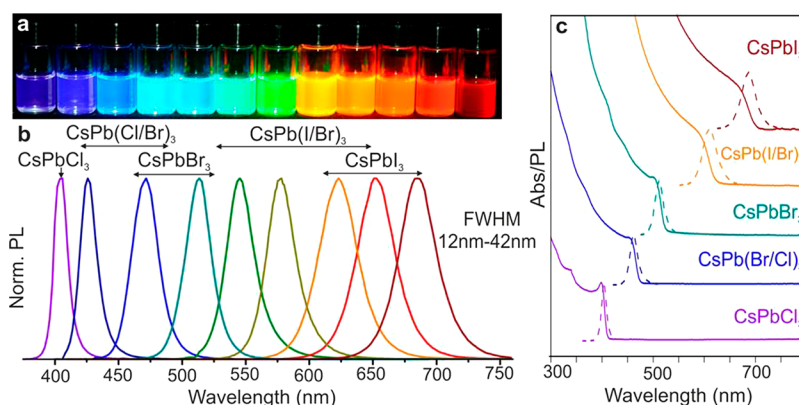 a
b
CsPb(Cl/Br)₃
CsPb(I/Br)₃
CsPbCl₃
CsPbBr₃
CsPbI₃
FWHM
12nm-42nm
Norm. PL
400 450 500 550 600 650 700 750
Wavelength (nm)
c
CsPbI
CsPb(I/Br)
CsPbBr
CsPb(Br/Cl)
CsPbCl
Abs/PL
300 500 700
Wavelength (nm)